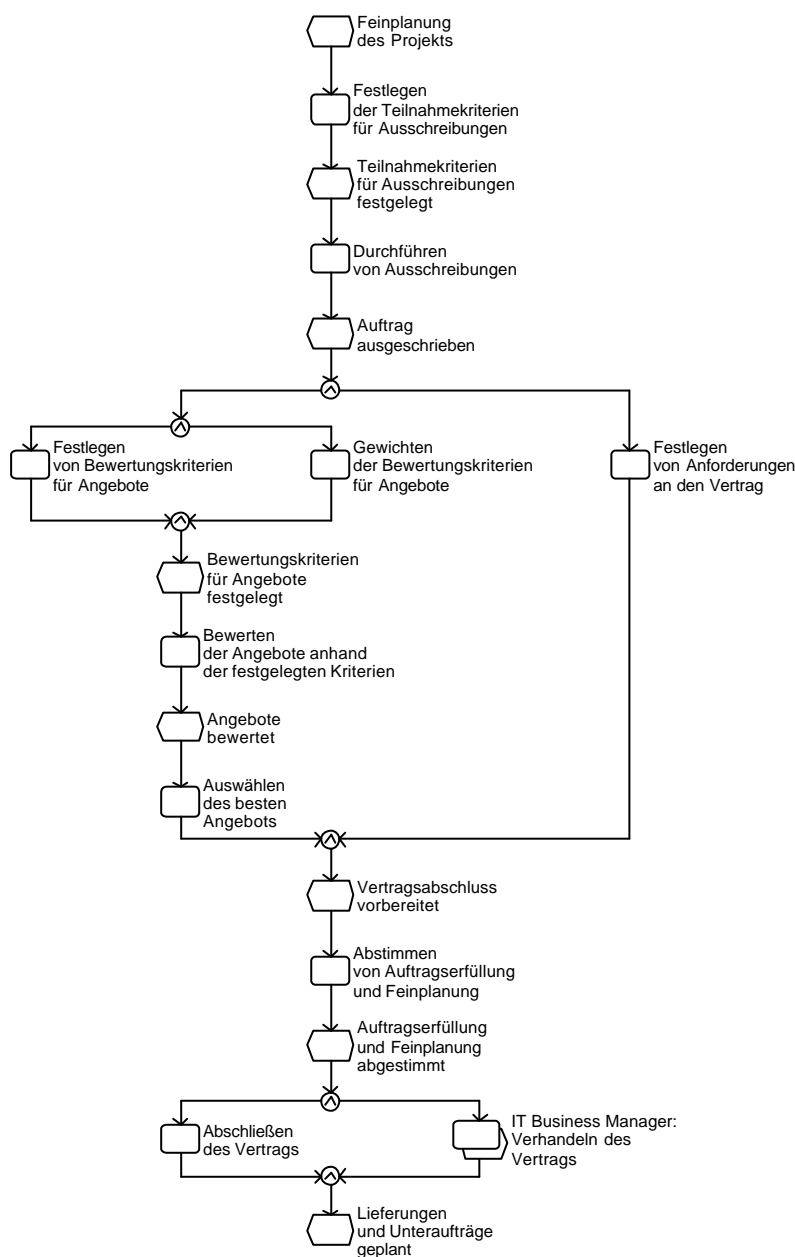 Feinplanung
des Projekts
Festlegen
der Teilnahmekriterien
für Ausschreibungen
Teilnahmekriterien
für Ausschreibungen
festgelegt
Durchführen
von Ausschreibungen
Auftrag
ausgeschrieben
Festlegen
von Bewertungskriterien
für Angebote
Gewichten
der Bewertungskriterien
für Angebote
Festlegen
von Anforderungen
an den Vertrag
Bewertungskriterien
für Angebote
festgelegt
Bewerten
der Angebote anhand
der festgelegten Kriterien
Angebote
bewertet
Auswählen
des besten
Angebots
Vertragsabschluss
vorbereitet
Abstimmen
von Auftragserfüllung
und Feinplanung
Auftragserfüllung
und Feinplanung
abgestimmt
Abschließen
des Vertrags
IT Business Manager:
Verhandeln des
Vertrags
Lieferungen
und Unteraufträge
geplant